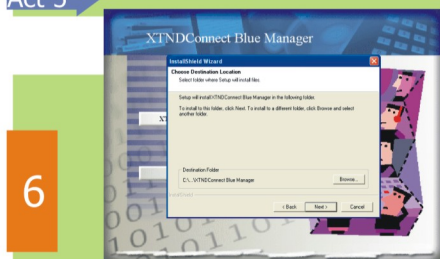 Act 3
XTNDConnect Blue Manager
InstallShield Wizard
Choose Destination Location
Select folder where Setup will install files.
Setup will install XTNDConnect Blue Manager in the following folder.
To install to this folder, click Next. To install to a different folder, click Browse and select
another folder.
XT
Destination Folder
C:\...\XTNDConnect Blue Manager
Browse...
InstallShield
< Back
Next >
Cancel
6